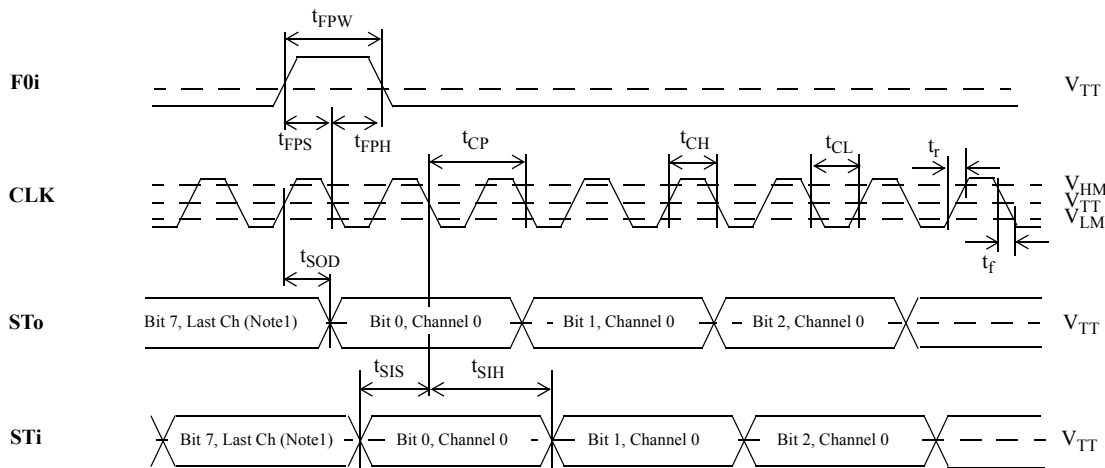 tFPW
F0i
VTT
tFPS
tFPH
tCP
tCH
tCL
tr
CLK
VHM
VTT
VLM
tSOD
tf
STo
Bit 7, Last Ch (Note1)
Bit 0, Channel 0
Bit 1, Channel 0
Bit 2, Channel 0
VTT
tSIS
tSIH
STi
Bit 7, Last Ch (Note1)
Bit 0, Channel 0
Bit 1, Channel 0
Bit 2, Channel 0
VTT